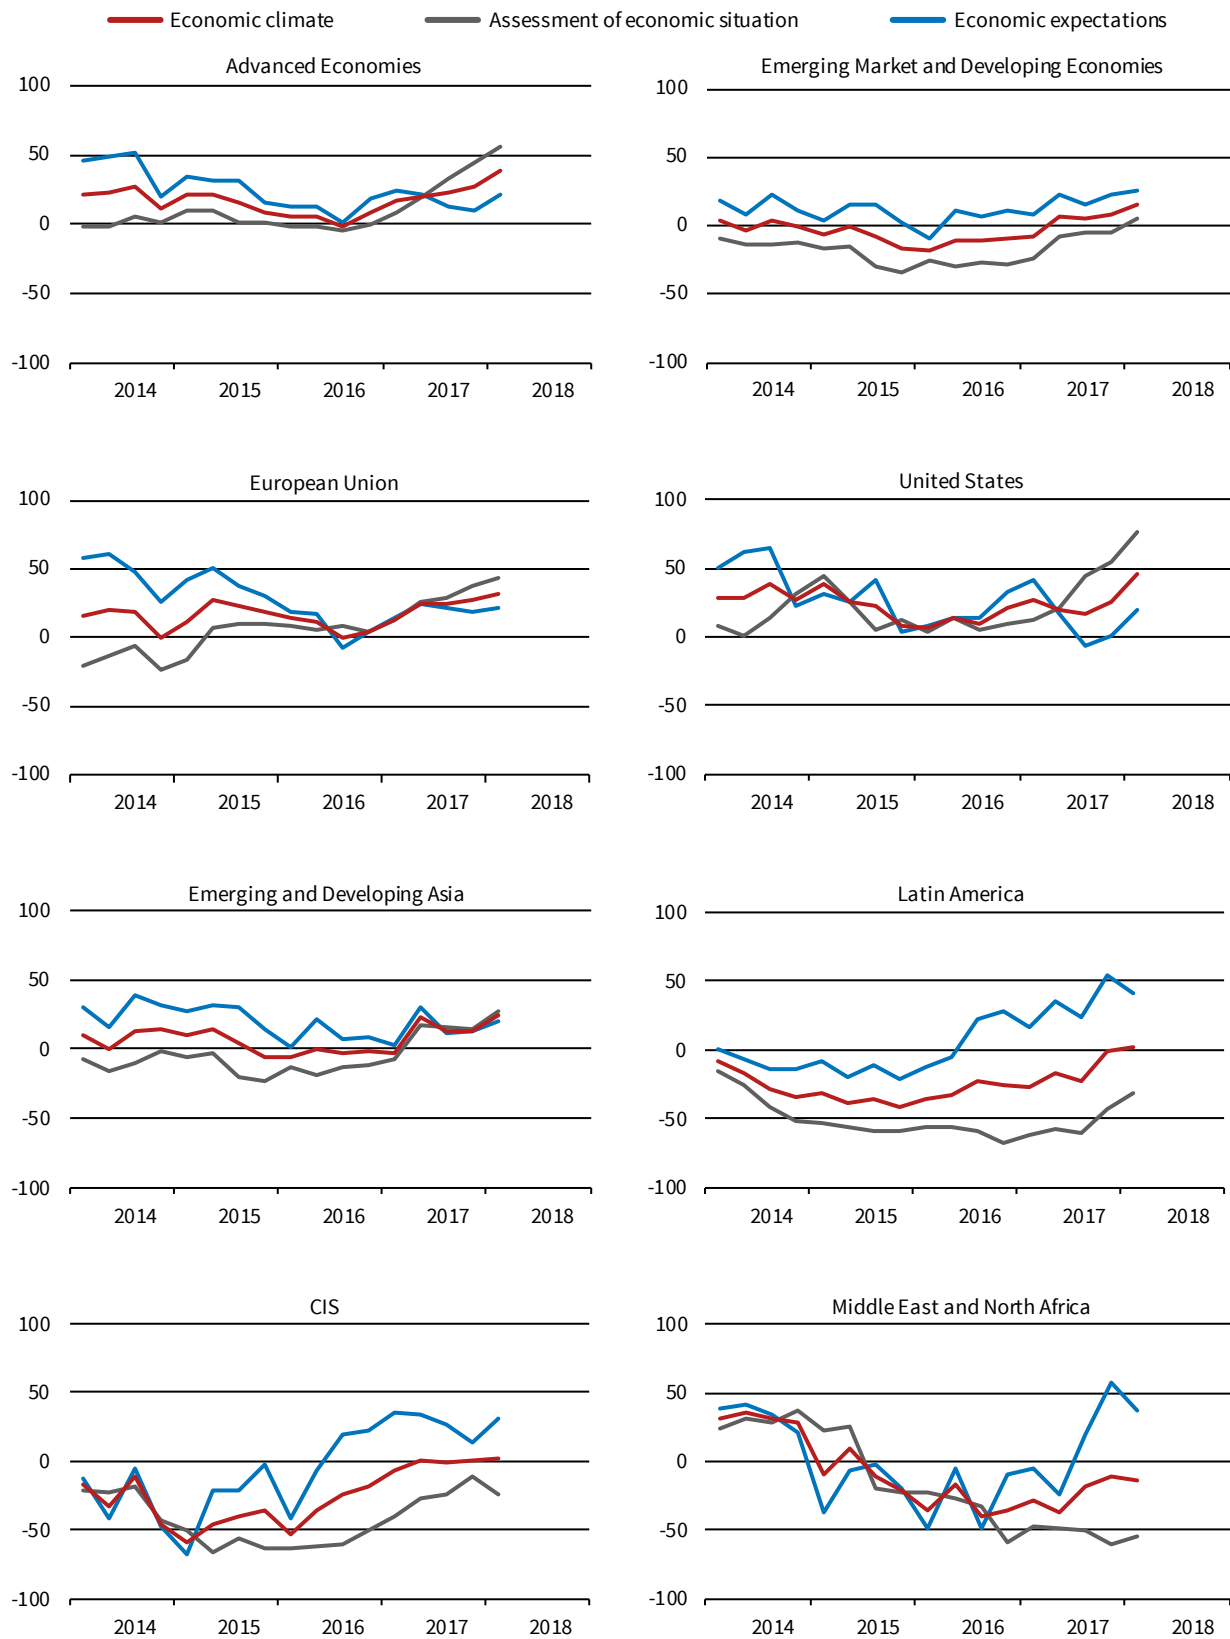 Economic climate Assessment of economic situation Economic expectations
Advanced Economies
100
50
0
-50
-100
2014 2015 2016 2017 2018
Emerging Market and Developing Economies
100
50
0
-50
-100
2014 2015 2016 2017 2018
European Union
100
50
0
-50
-100
2014 2015 2016 2017 2018
United States
100
50
0
-50
-100
2014 2015 2016 2017 2018
Emerging and Developing Asia
100
50
0
-50
-100
2014 2015 2016 2017 2018
Latin America
100
50
0
-50
-100
2014 2015 2016 2017 2018
CIS
100
50
0
-50
-100
2014 2015 2016 2017 2018
Middle East and North Africa
100
50
0
-50
-100
2014 2015 2016 2017 2018